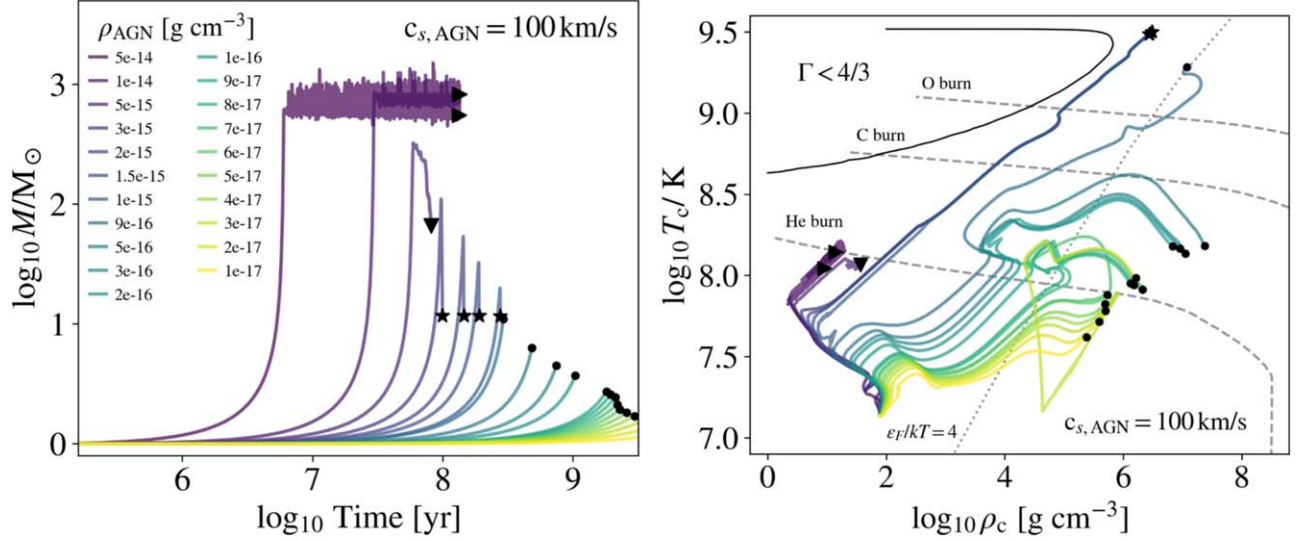 ρAGN [g cm−3]
cs, AGN = 100 km/s
5e-14
1e-14
5e-15
3e-15
2e-15
1.5e-15
1e-15
9e-16
5e-16
3e-16
2e-16
1e-16
9e-17
8e-17
7e-17
6e-17
5e-17
4e-17
3e-17
2e-17
1e-17
log10 M/M⊙
3
2
1
0
6
7
8
9
log10 Time [yr]
log10 Tc/ K
9.5
9.0
8.5
8.0
7.5
7.0
Γ < 4/3
O burn
C burn
He burn
εF/kT = 4
cs, AGN = 100 km/s
0
2
4
6
8
log10 ρc [g cm−3]